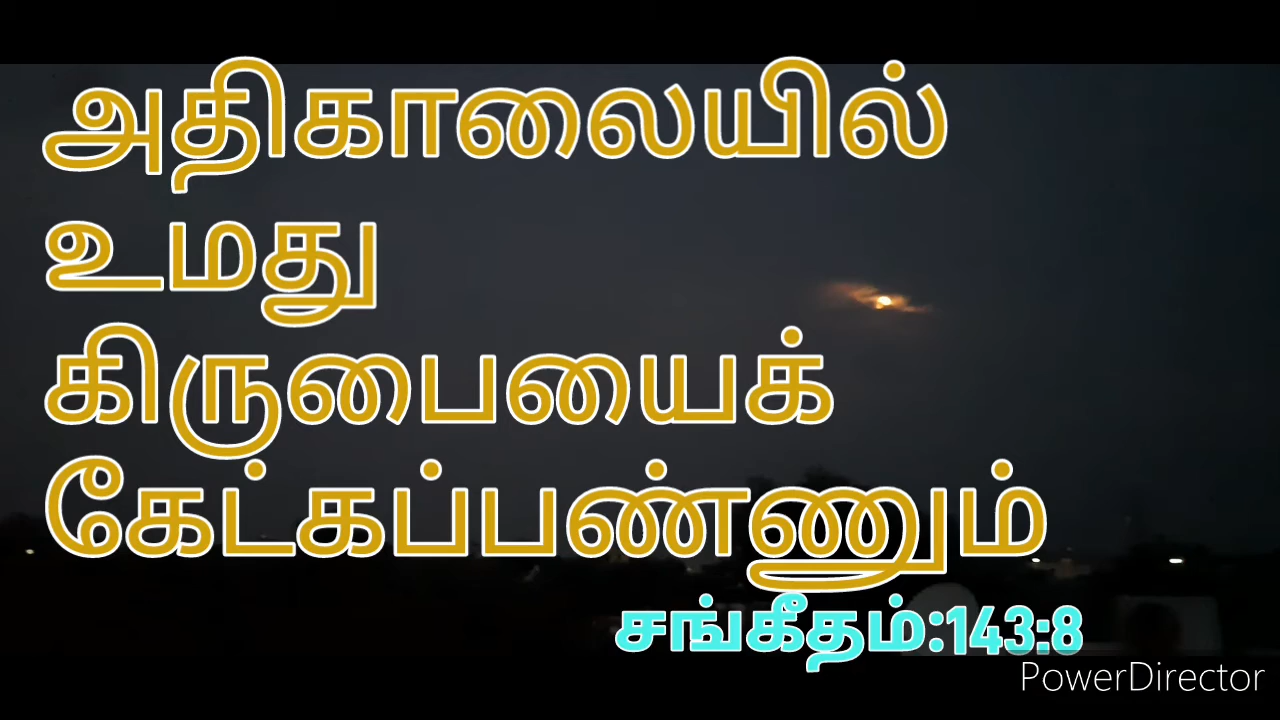 அதிகாலையில்
உமது
கிருபையைக்
கேட்கப்பண்ணும்
சங்கீதம்:143:8
PowerDirector